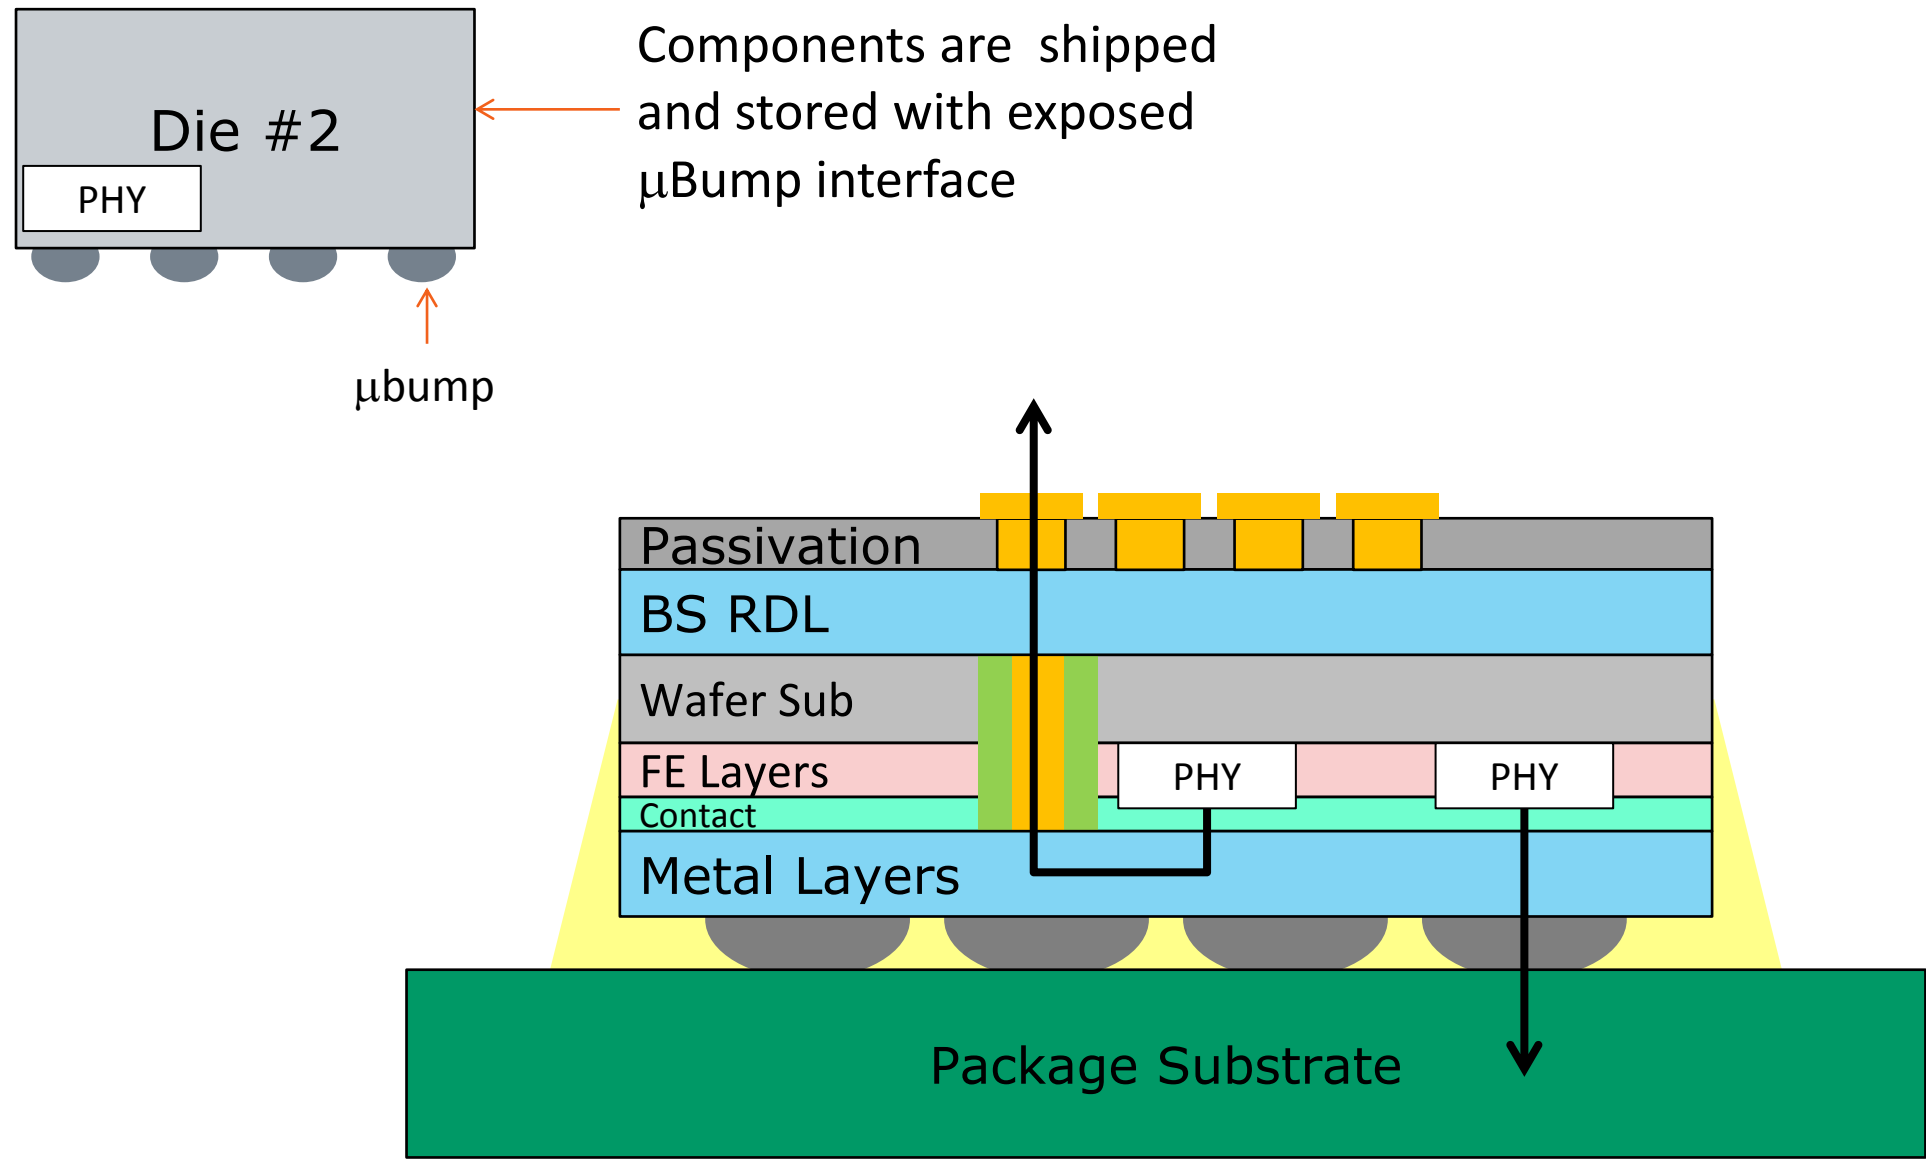 Components are  shipped
and stored with exposed
μBump interface
Die #2
PHY
μbump
Passivation
BS RDL
Wafer Sub
FE Layers
PHY
PHY
Contact
Metal Layers
Package Substrate